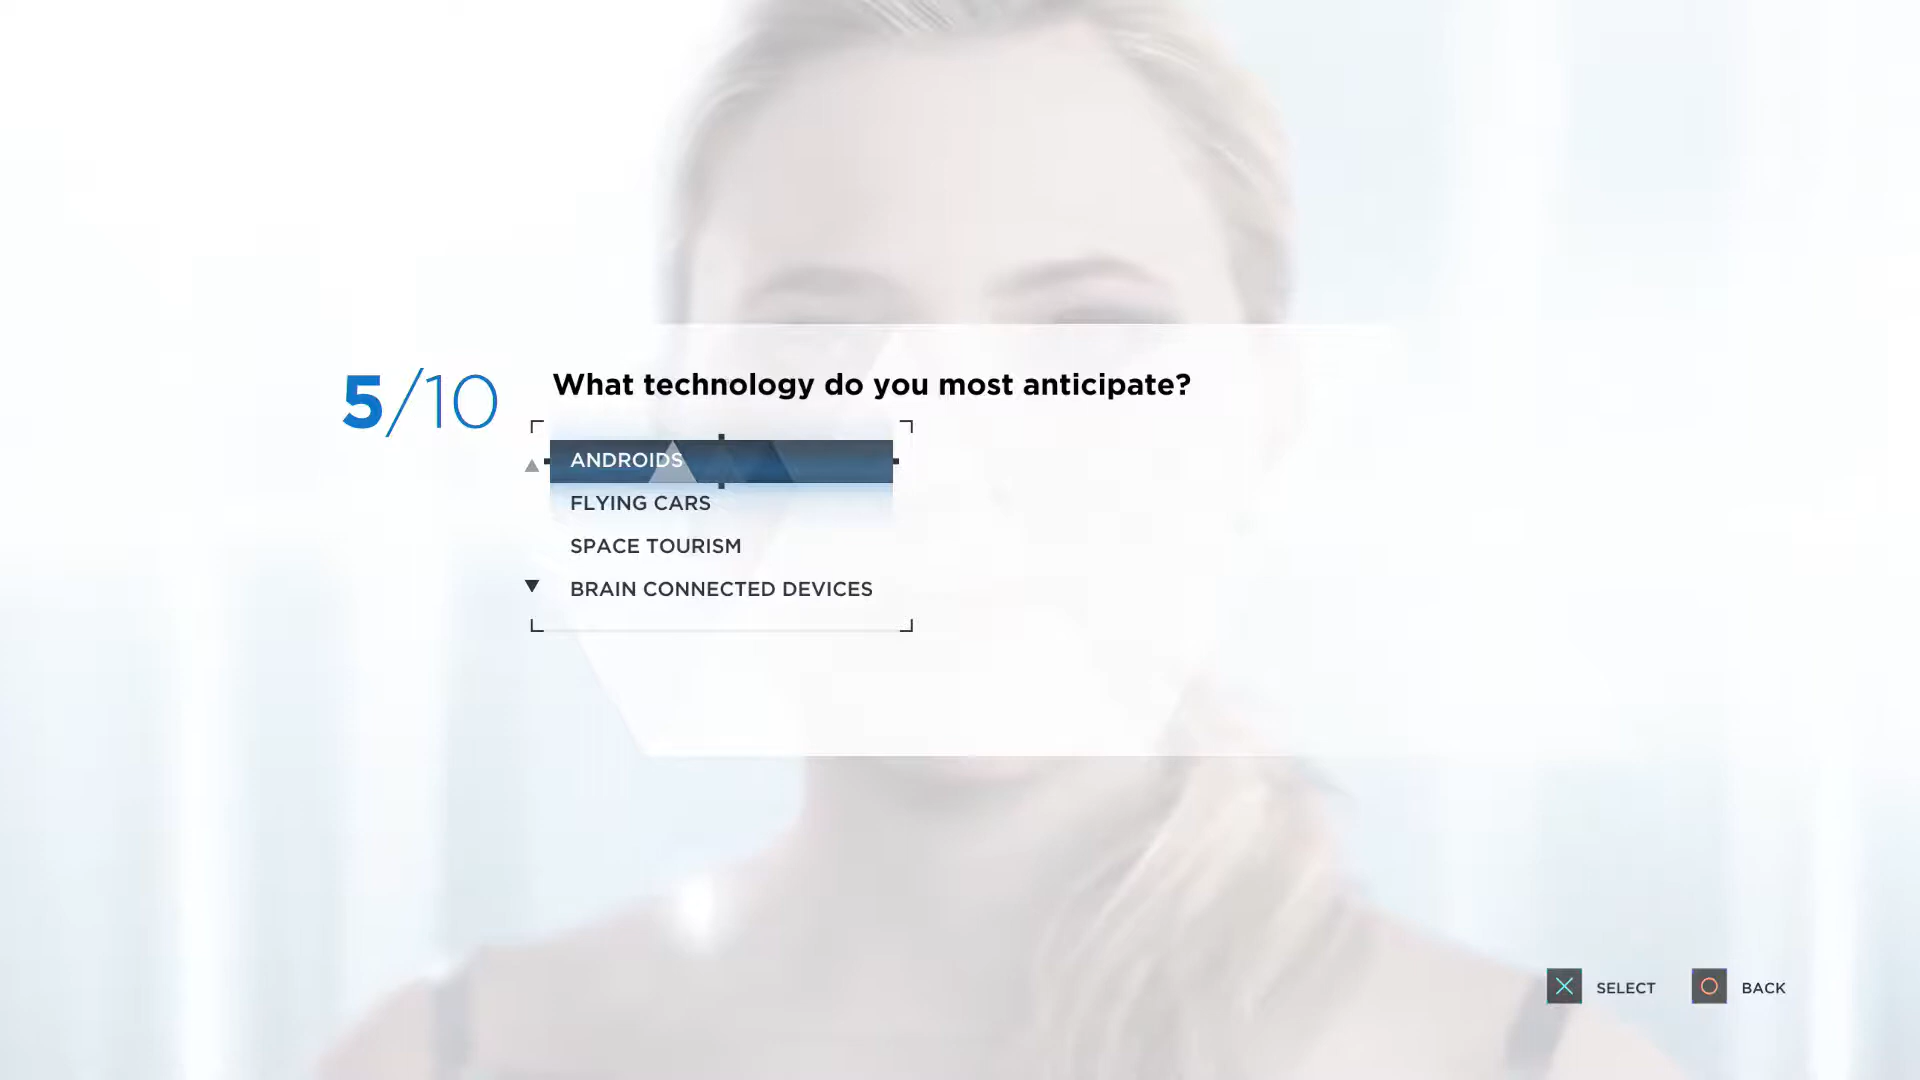 5/10
What technology do you most anticipate?
ANDROIDS
FLYING CARS
SPACE TOURISM
BRAIN CONNECTED DEVICES
SELECT BACK